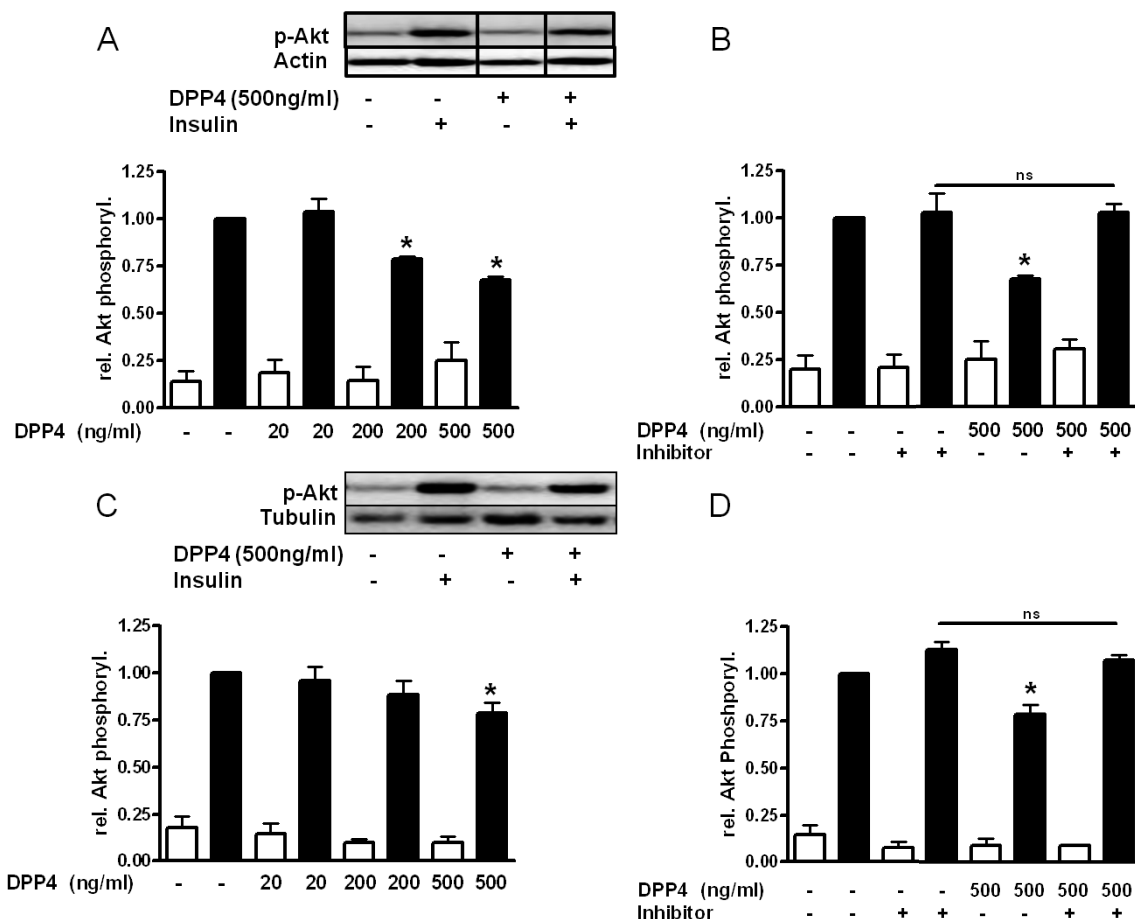 A
p-Akt
Actin
DPP4 (500ng/ml) - - + +
Insulin - + - +
rel. Akt phosphoryl.
1.25
1.00
0.75
0.50
0.25
0.00
* *
DPP4 (ng/ml) - - 20 20 200 200 500 500
B
rel. Akt phosphoryl.
1.25
1.00
0.75
0.50
0.25
0.00
ns
*
DPP4 (ng/ml) - - - - 500 500 500 500
Inhibitor - - + + - - + +
C
p-Akt
Tubulin
DPP4 (500ng/ml) - - + +
Insulin - + - +
rel. Akt phosphoryl.
1.25
1.00
0.75
0.50
0.25
0.00
*
DPP4 (ng/ml) - - 20 20 200 200 500 500
D
rel. Akt Phoshporyl.
1.25
1.00
0.75
0.50
0.25
0.00
ns
*
DPP4 (ng/ml) - - - - 500 500 500 500
Inhibitor - - + + - - + +